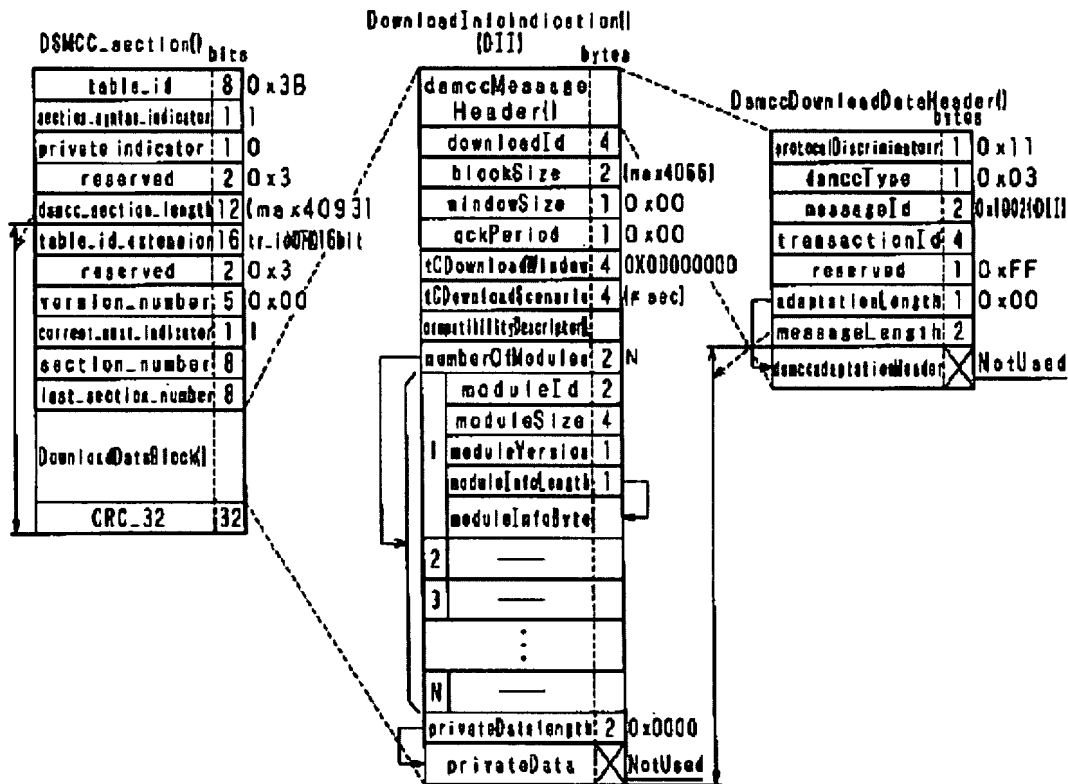 DSMCC_section() bits
table_id 8 0x3B
section_syntax_indicator 1 1
private indicator 1 0
reserved 2 0x3
dsmcc_section_length 12 (max4093)
table_id_extension 16 16bit
reserved 2 0x3
version_number 5 0x00
current_next_indicator 1 1
section_number 8
last_section_number 8
DownloadDataBlock()
CRC_32 32
DownloadInfoIndication()
(DII)
bytes
dsmccMessage
Header()
downloadId 4
blockSize 2 (max4066)
windowSize 1 0x00
ackPeriod 1 0x00
tCDownloadWindow 4 0X00000000
tCDownloadScenario 4 sec)
compatibilityDescriptor()
numberOfModules 2 N
1
moduleId 2
moduleSize 4
moduleVersion 1
moduleInfoLength 1
moduleInfoByte
2 —
3 —
⋮
N —
privateDatalength 2 0x0000
privateData NotUsed
DsmccDownloadDataHeader()
bytes
protocolDiscriminator 1 0x11
dsmccType 1 0x03
messageId 2 0x1002(DII)
transactionId 4
reserved 1 0xFF
adaptationLength 1 0x00
messageLength 2
dsmccadaptationHeader NotUsed